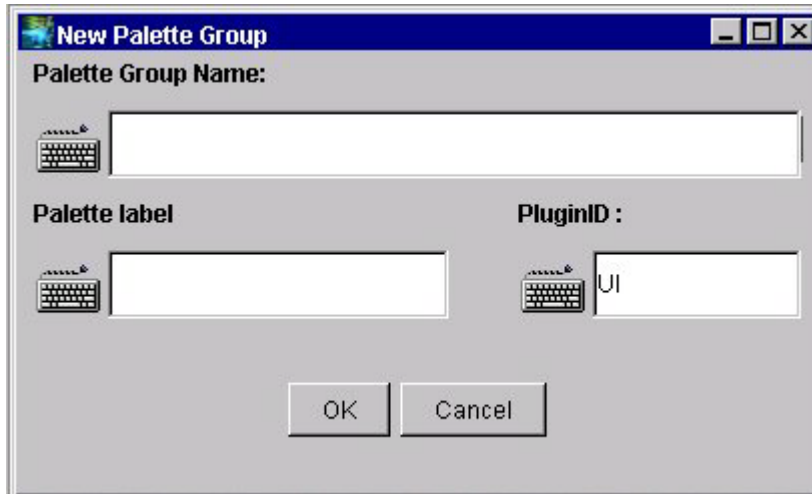 New Palette Group
Palette Group Name:
Palette label PluginID :
UI
OK Cancel